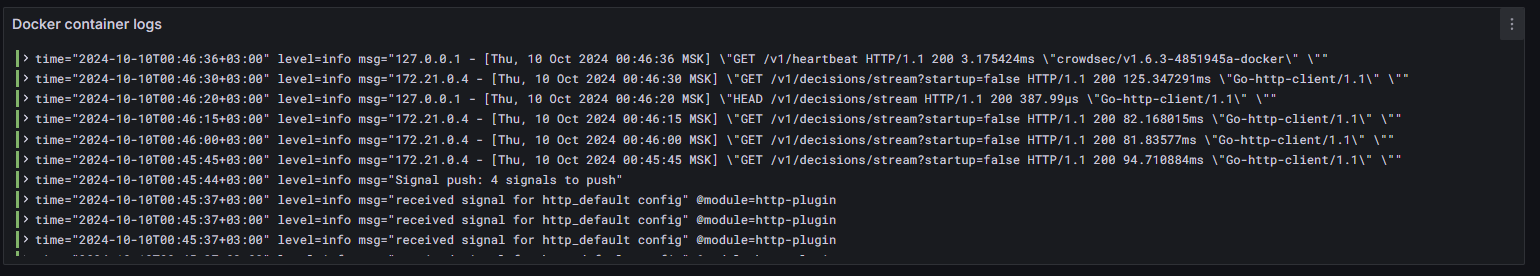 Docker container logs
time="2024-10-10T00:46:36+03:00" level=info msg="127.0.0.1 - [Thu, 10 Oct 2024 00:46:36 MSK] \"GET /v1/heartbeat HTTP/1.1 200 3.175424ms \"crowdsec/v1.6.3-4851945a-docker\" \""
time="2024-10-10T00:46:30+03:00" level=info msg="172.21.0.4 - [Thu, 10 Oct 2024 00:46:30 MSK] \"GET /v1/decisions/stream?startup=false HTTP/1.1 200 125.347291ms \"Go-http-client/1.1\" \""
time="2024-10-10T00:46:20+03:00" level=info msg="127.0.0.1 - [Thu, 10 Oct 2024 00:46:20 MSK] \"HEAD /v1/decisions/stream HTTP/1.1 200 387.99µs \"Go-http-client/1.1\" \""
time="2024-10-10T00:46:15+03:00" level=info msg="172.21.0.4 - [Thu, 10 Oct 2024 00:46:15 MSK] \"GET /v1/decisions/stream?startup=false HTTP/1.1 200 82.168015ms \"Go-http-client/1.1\" \""
time="2024-10-10T00:46:00+03:00" level=info msg="172.21.0.4 - [Thu, 10 Oct 2024 00:46:00 MSK] \"GET /v1/decisions/stream?startup=false HTTP/1.1 200 81.83577ms \"Go-http-client/1.1\" \""
time="2024-10-10T00:45:45+03:00" level=info msg="172.21.0.4 - [Thu, 10 Oct 2024 00:45:45 MSK] \"GET /v1/decisions/stream?startup=false HTTP/1.1 200 94.710884ms \"Go-http-client/1.1\" \""
time="2024-10-10T00:45:44+03:00" level=info msg="Signal push: 4 signals to push"
time="2024-10-10T00:45:37+03:00" level=info msg="received signal for http_default config" @module=http-plugin
time="2024-10-10T00:45:37+03:00" level=info msg="received signal for http_default config" @module=http-plugin
time="2024-10-10T00:45:37+03:00" level=info msg="received signal for http_default config" @module=http-plugin